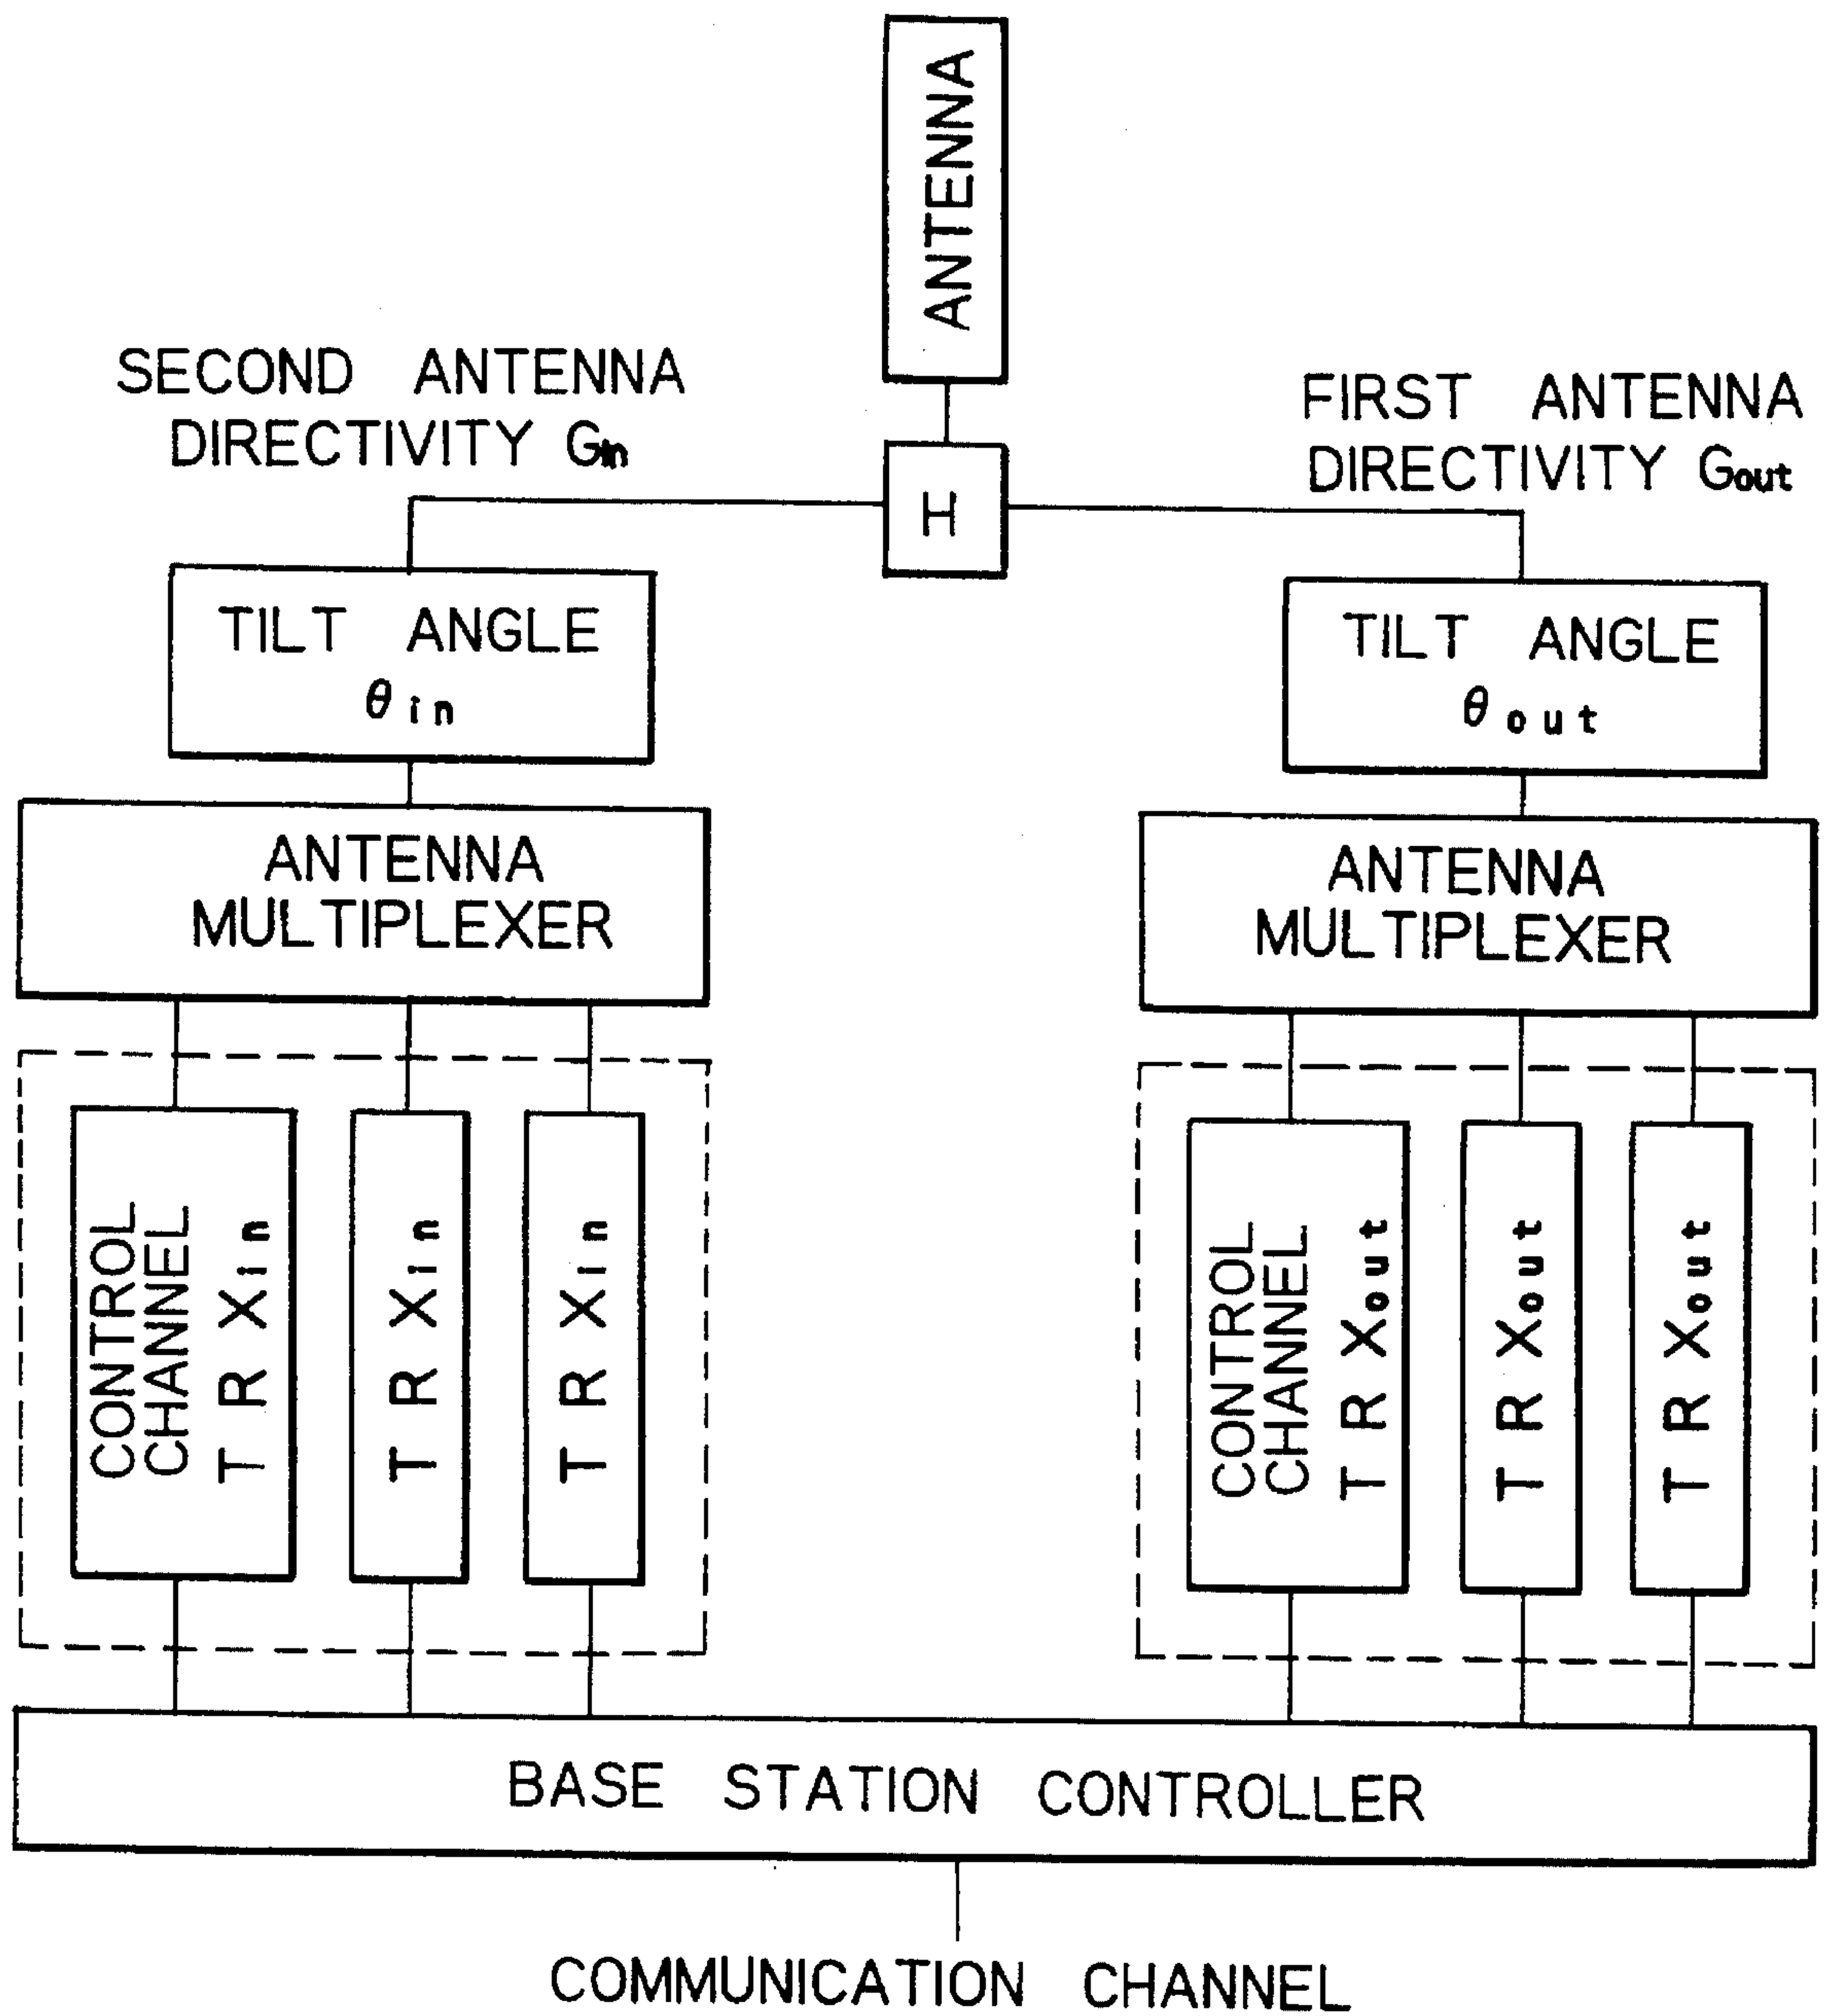 ANTENNA
SECOND ANTENNA
DIRECTIVITY Gin
FIRST ANTENNA
DIRECTIVITY Gout
H
TILT ANGLE
θin
TILT ANGLE
θout
ANTENNA
MULTIPLEXER
ANTENNA
MULTIPLEXER
CONTROL
CHANNEL
TRXin
TRXin
TRXin
CONTROL
CHANNEL
TRXout
TRXout
TRXout
BASE STATION CONTROLLER
COMMUNICATION CHANNEL